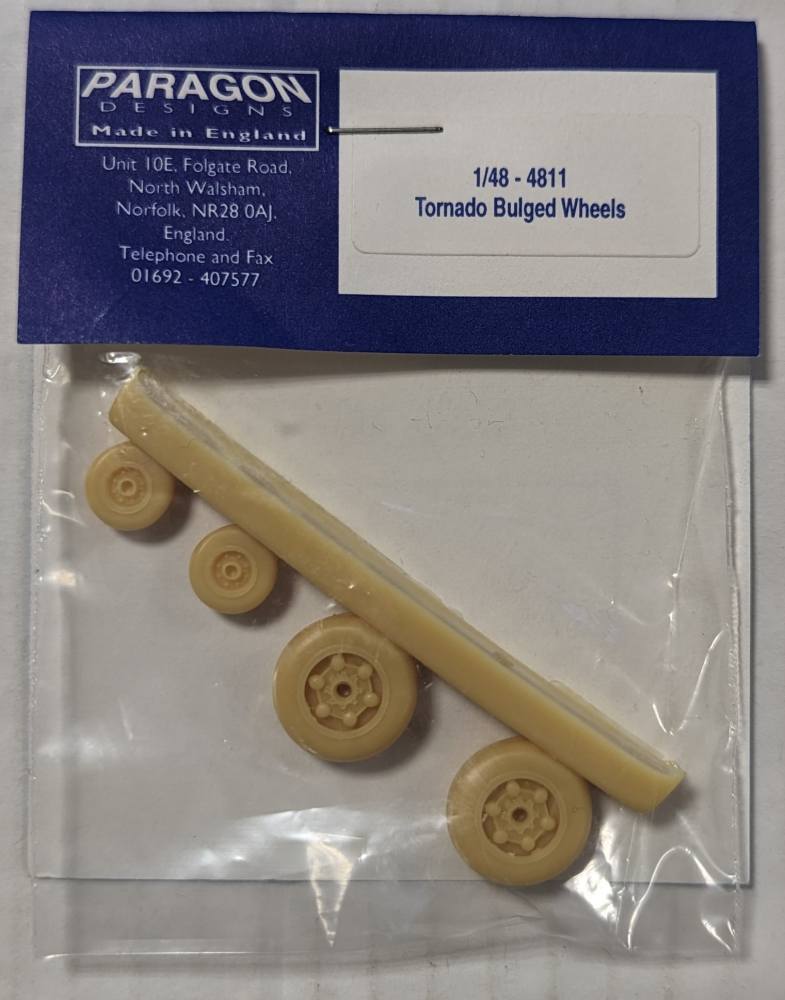 PARAGON
DESIGNS
Made in England
Unit 10E, Folgate Road,
North Walsham,
Norfolk, NR28 0AJ,
England.
Telephone and Fax
01692 - 407577
1/48 - 4811
Tornado Bulged Wheels